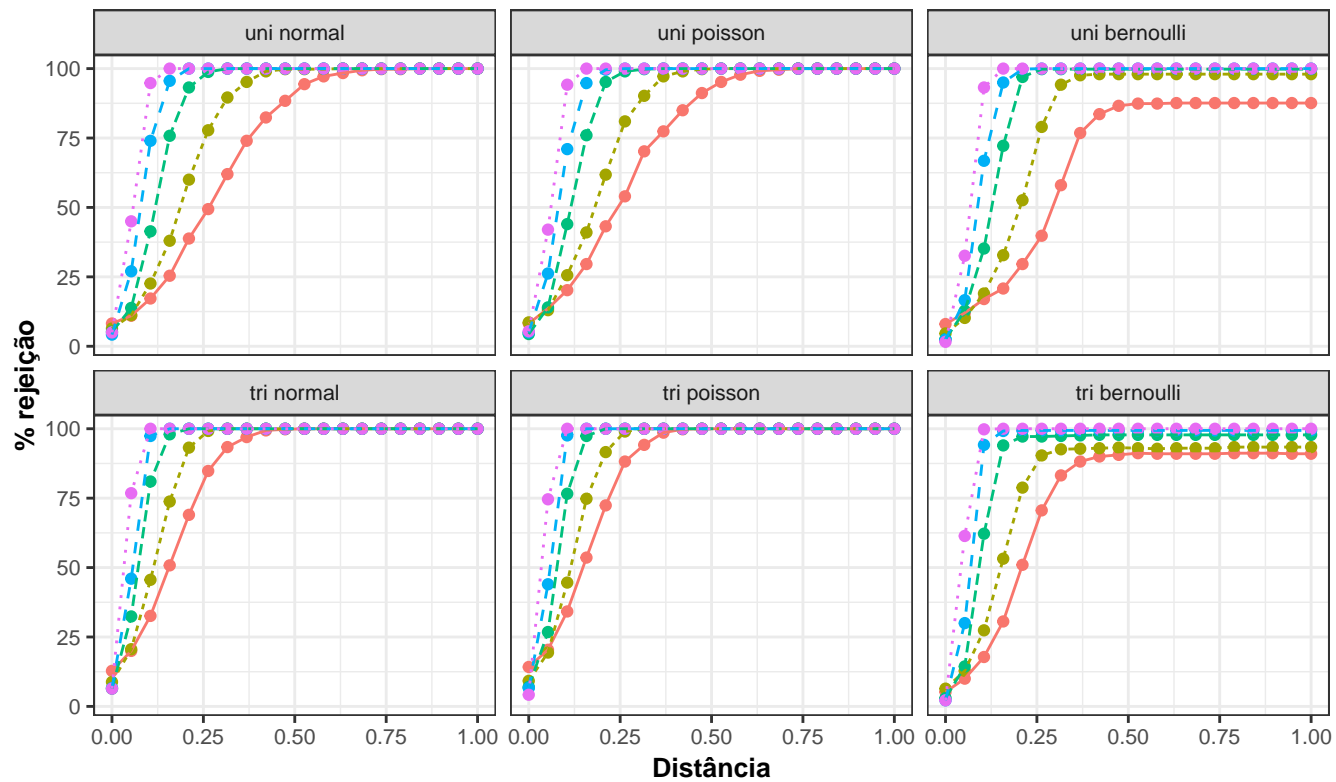 uni normal
uni poisson
uni bernoulli
100
75
50
25
0
tri normal
tri poisson
tri bernoulli
100
75
50
25
0
% rejeição
0.00 0.25 0.50 0.75 1.00
0.00 0.25 0.50 0.75 1.00
0.00 0.25 0.50 0.75 1.00
Distância